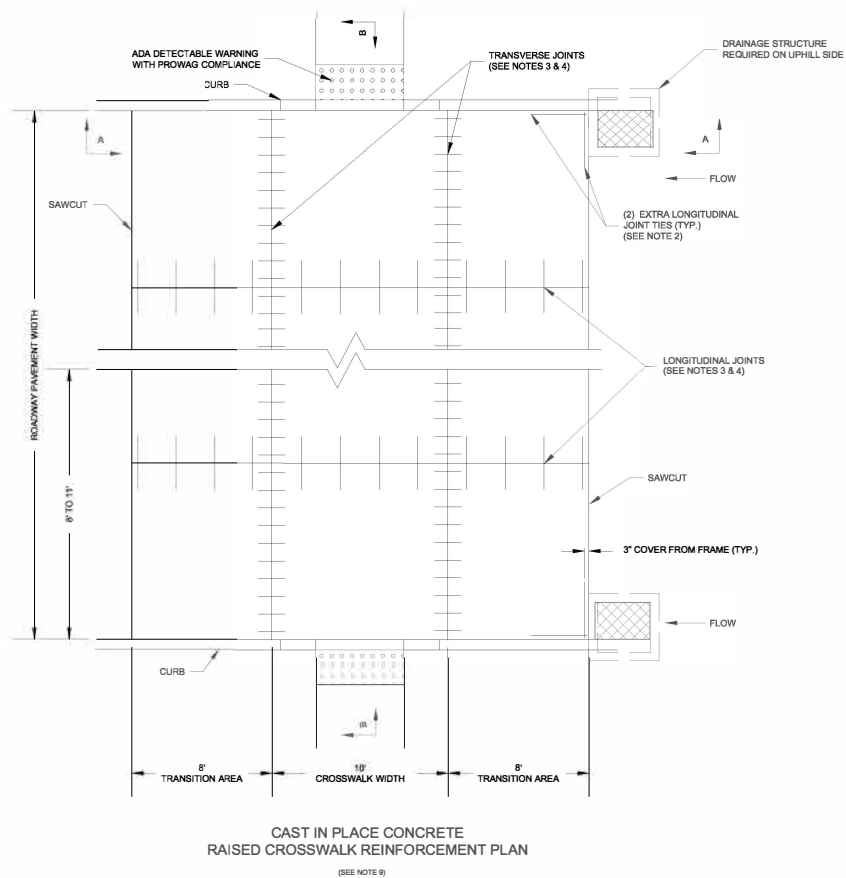 B
ADA DETECTABLE WARNING
WITH PROWAG COMPLIANCE
CURB
TRANSVERSE JOINTS
(SEE NOTES 3 & 4)
DRAINAGE STRUCTURE
REQUIRED ON UPHILL SIDE
A
A
FLOW
SAWCUT
(2) EXTRA LONGITUDINAL
JOINT TIES (TYP.)
(SEE NOTE 2)
ROADWAY PAVEMENT WIDTH
LONGITUDINAL JOINTS
(SEE NOTES 3 & 4)
8' TO 11'
SAWCUT
3" COVER FROM FRAME (TYP.)
FLOW
CURB
B
8'
TRANSITION AREA
10'
CROSSWALK WIDTH
8'
TRANSITION AREA
CAST IN PLACE CONCRETE
RAISED CROSSWALK REINFORCEMENT PLAN
(SEE NOTE 9)